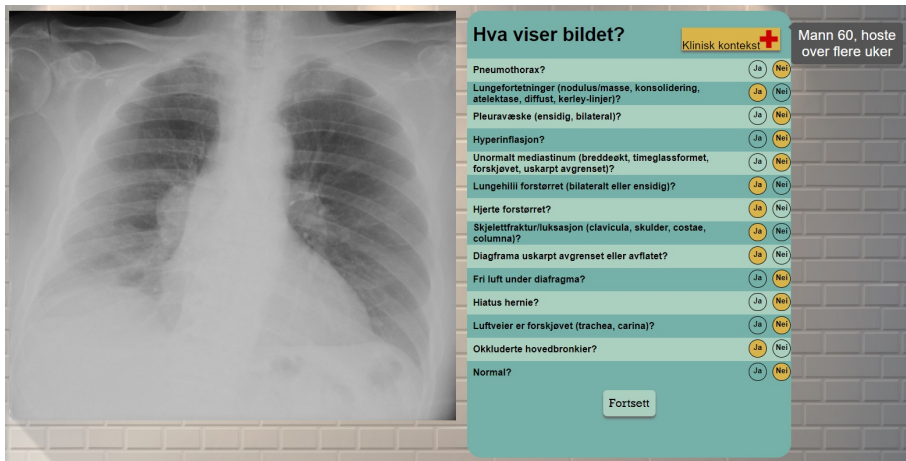 Hva viser bildet?
Klinisk kontekst
Mann 60, hoste
over flere uker
Pneumothorax? Ja Nei
Lungefortetninger (nodulus/masse, konsolidering,
atelektase, diffust, kerley-linjer)? Ja Nei
Pleuravæske (ensidig, bilateral)? Ja Nei
Hyperinflasjon? Ja Nei
Unormalt mediastinum (breddeøkt, timeglassformet,
forskjøvet, uskarpt avgrenset)? Ja Nei
Lungehilii forstørret (bilateralt eller ensidig)? Ja Nei
Hjerte forstørret? Ja Nei
Skjelettfraktur/luksasjon (clavicula, skulder, costae,
columna)? Ja Nei
Diagframa uskarpt avgrenset eller avflatet? Ja Nei
Fri luft under diafragma? Ja Nei
Hiatus hernie? Ja Nei
Luftveier er forskjøvet (trachea, carina)? Ja Nei
Okkluderte hovedbronkier? Ja Nei
Normal? Ja Nei
Fortsett